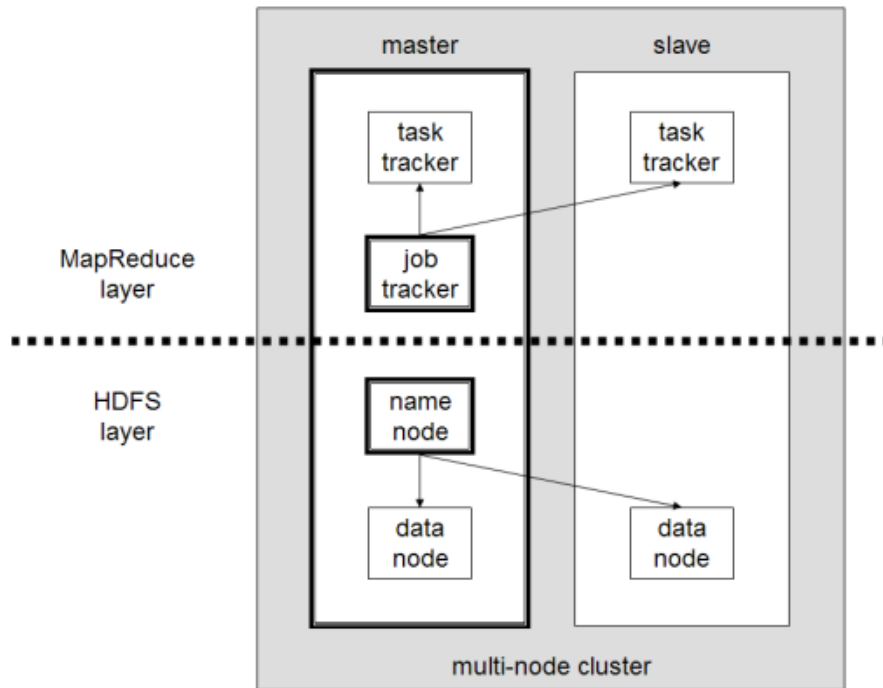 master
slave
task
tracker
task
tracker
MapReduce
layer
job
tracker
HDFS
layer
name
node
data
node
data
node
multi-node cluster